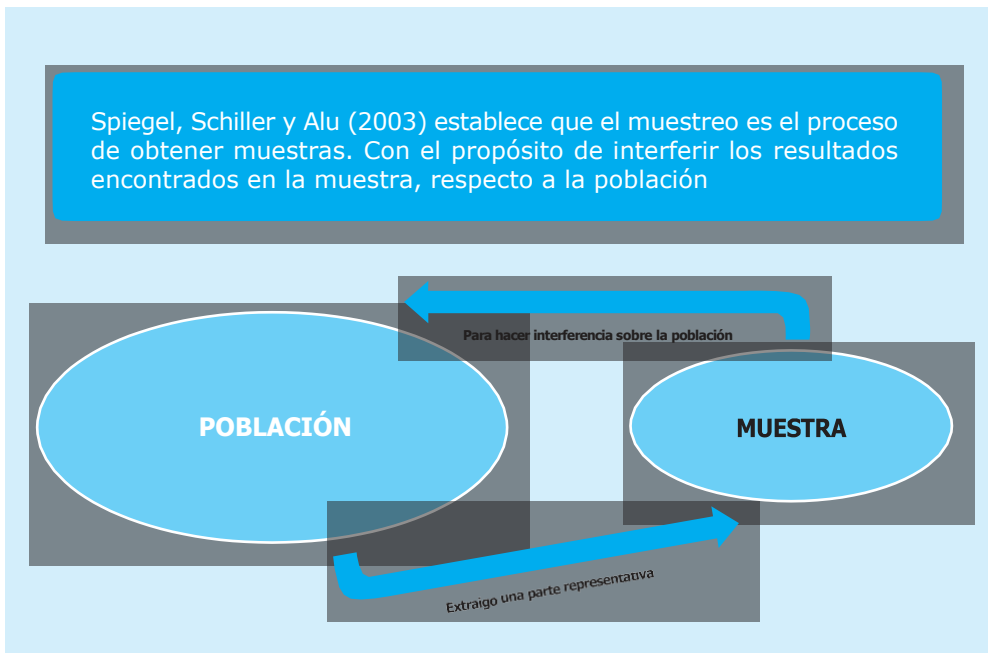 Spiegel, Schiller y Alu (2003) establece que el muestreo es el proceso
de obtener muestras. Con el propósito de interferir los resultados
encontrados en la muestra, respecto a la población
Para hacer interferencia sobre la población
POBLACIÓN
MUESTRA
Extraigo una parte representativa